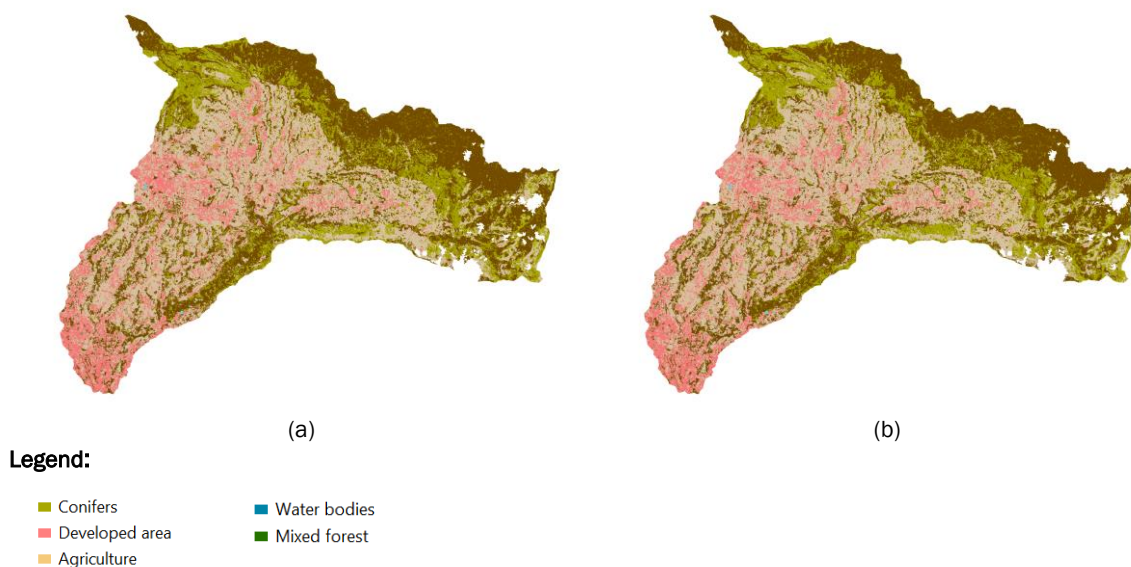 (a)
(b)
Legend:
Conifers
Water bodies
Developed area
Mixed forest
Agriculture